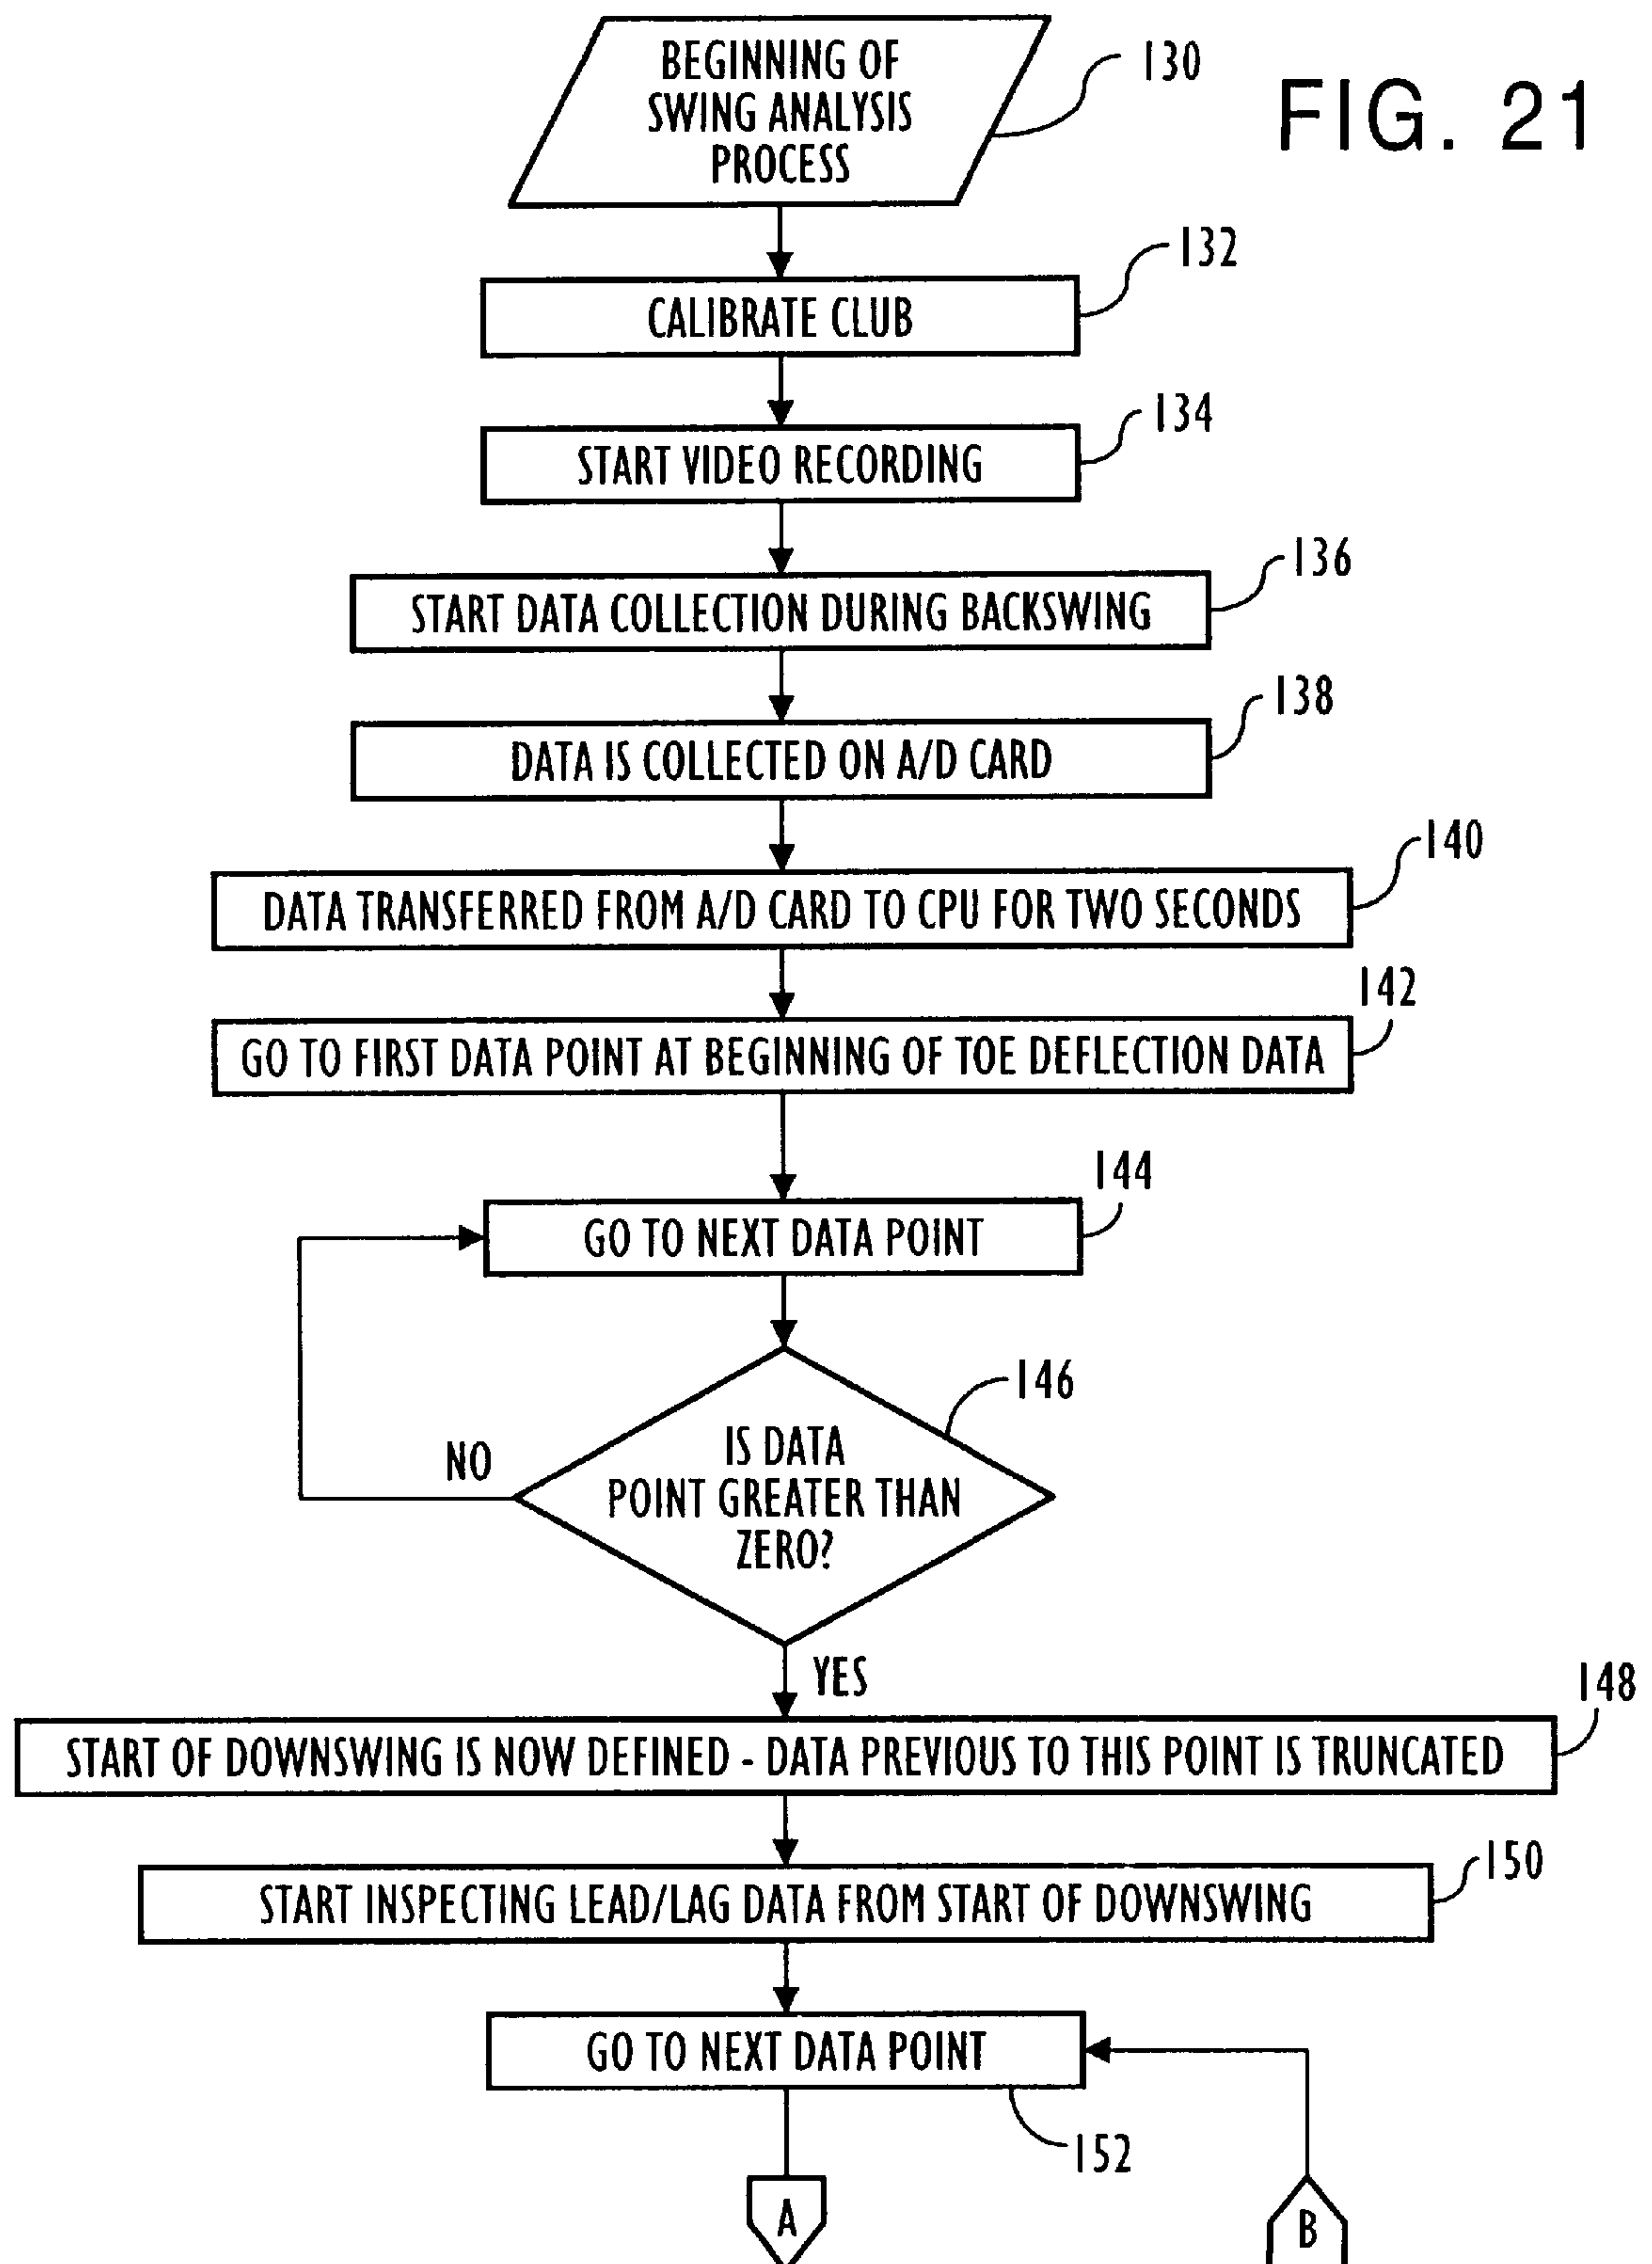 FIG. 21
BEGINNING OF
SWING ANALYSIS
PROCESS
130
CALIBRATE CLUB
132
START VIDEO RECORDING
134
START DATA COLLECTION DURING BACKSWING
136
DATA IS COLLECTED ON A/D CARD
138
DATA TRANSFERRED FROM A/D CARD TO CPU FOR TWO SECONDS
140
GO TO FIRST DATA POINT AT BEGINNING OF TOE DEFLECTION DATA
142
GO TO NEXT DATA POINT
144
IS DATA
POINT GREATER THAN
ZERO?
146
NO
YES
START OF DOWNSWING IS NOW DEFINED - DATA PREVIOUS TO THIS POINT IS TRUNCATED
148
START INSPECTING LEAD/LAG DATA FROM START OF DOWNSWING
150
GO TO NEXT DATA POINT
152
A
B